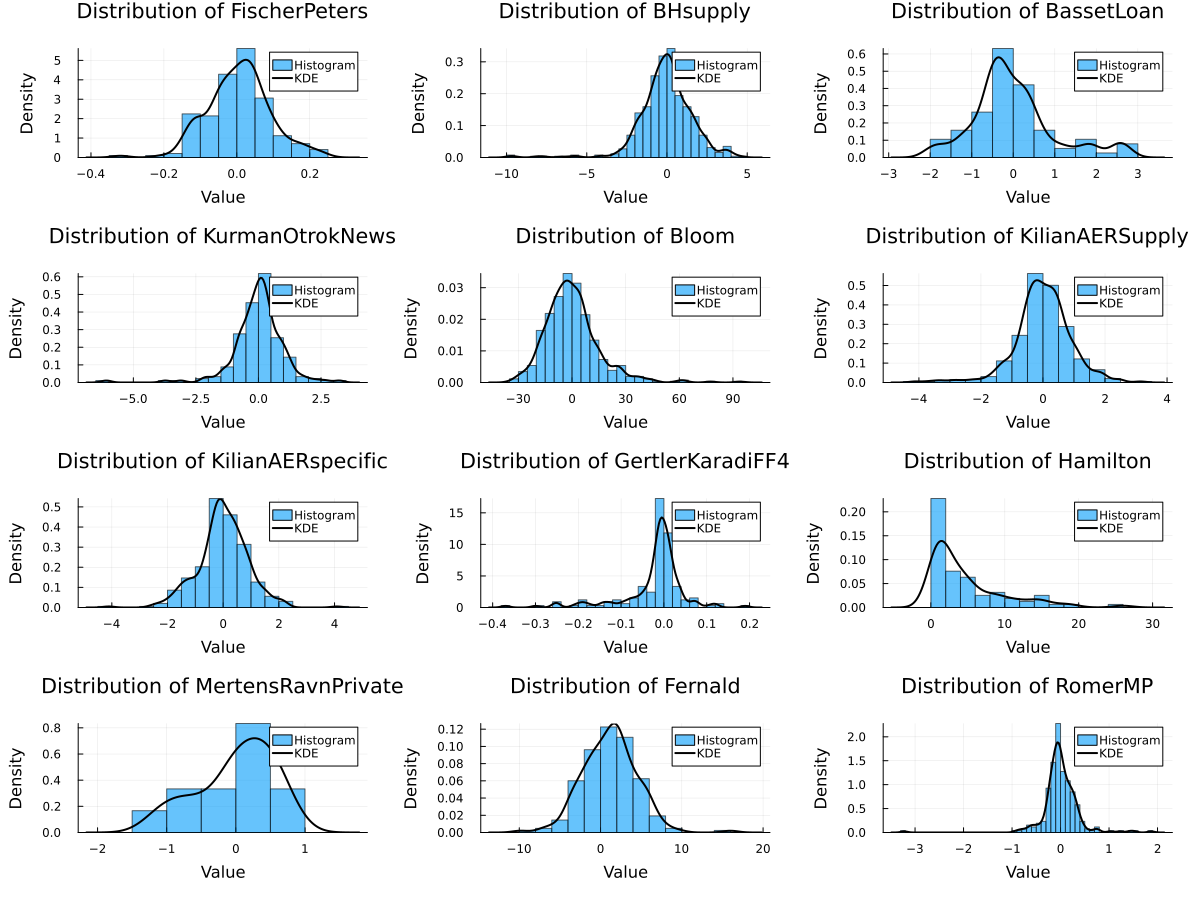 Distribution of FischerPeters
Density
5
4
3
2
1
0
Histogram
KDE
−0.4 −0.2 0.0 0.2
Value
Distribution of BHsupply
Density
0.3
0.2
0.1
0.0
Histogram
KDE
−10 −5 0 5
Value
Distribution of BassetLoan
Density
0.6
0.5
0.4
0.3
0.2
0.1
0.0
Histogram
KDE
−3 −2 −1 0 1 2 3
Value
Distribution of KurmanOtrokNews
Density
0.6
0.5
0.4
0.3
0.2
0.1
0.0
Histogram
KDE
−5.0 −2.5 0.0 2.5
Value
Distribution of Bloom
Density
0.03
0.02
0.01
0.00
Histogram
KDE
−30 0 30 60 90
Value
Distribution of KilianAERSupply
Density
0.5
0.4
0.3
0.2
0.1
0.0
Histogram
KDE
−4 −2 0 2 4
Value
Distribution of KilianAERspecific
Density
0.5
0.4
0.3
0.2
0.1
0.0
Histogram
KDE
−4 −2 0 2 4
Value
Distribution of GertlerKaradiFF4
Density
15
10
5
0
Histogram
KDE
−0.4 −0.3 −0.2 −0.1 0.0 0.1 0.2
Value
Distribution of Hamilton
Density
0.20
0.15
0.10
0.05
0.00
Histogram
KDE
0 10 20 30
Value
Distribution of MertensRavnPrivate
Density
0.8
0.6
0.4
0.2
0.0
Histogram
KDE
−2 −1 0 1
Value
Distribution of Fernald
Density
0.12
0.10
0.08
0.06
0.04
0.02
0.00
Histogram
KDE
−10 0 10 20
Value
Distribution of RomerMP
Density
2.0
1.5
1.0
0.5
0.0
Histogram
KDE
−3 −2 −1 0 1 2
Value